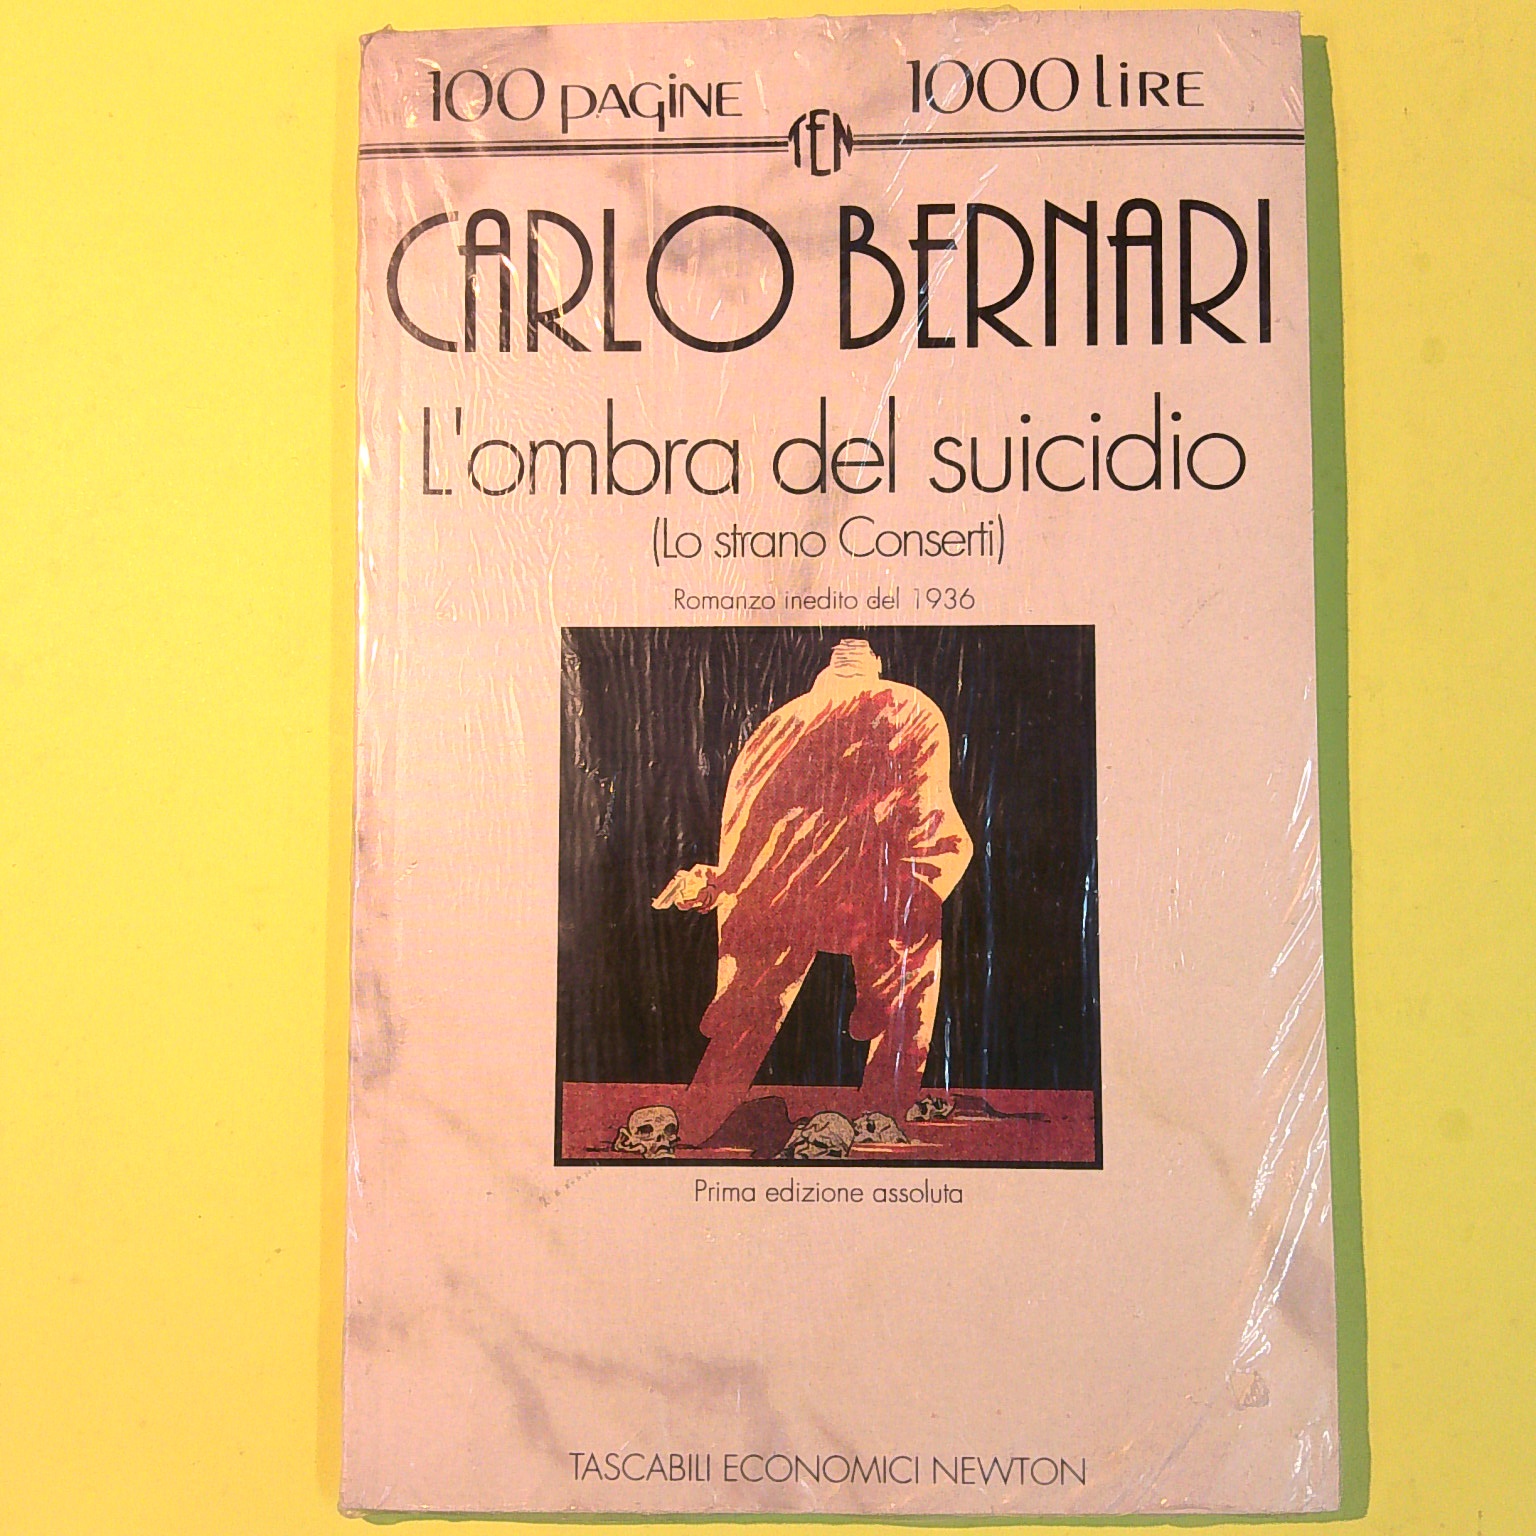 100 PAGINE 1000 LIRE
TEN
CARLO BERNARI
L'ombra del suicidio
(Lo strano Conserti)
Romanzo inedito del 1936
Prima edizione assoluta
TASCABILI ECONOMICI NEWTON